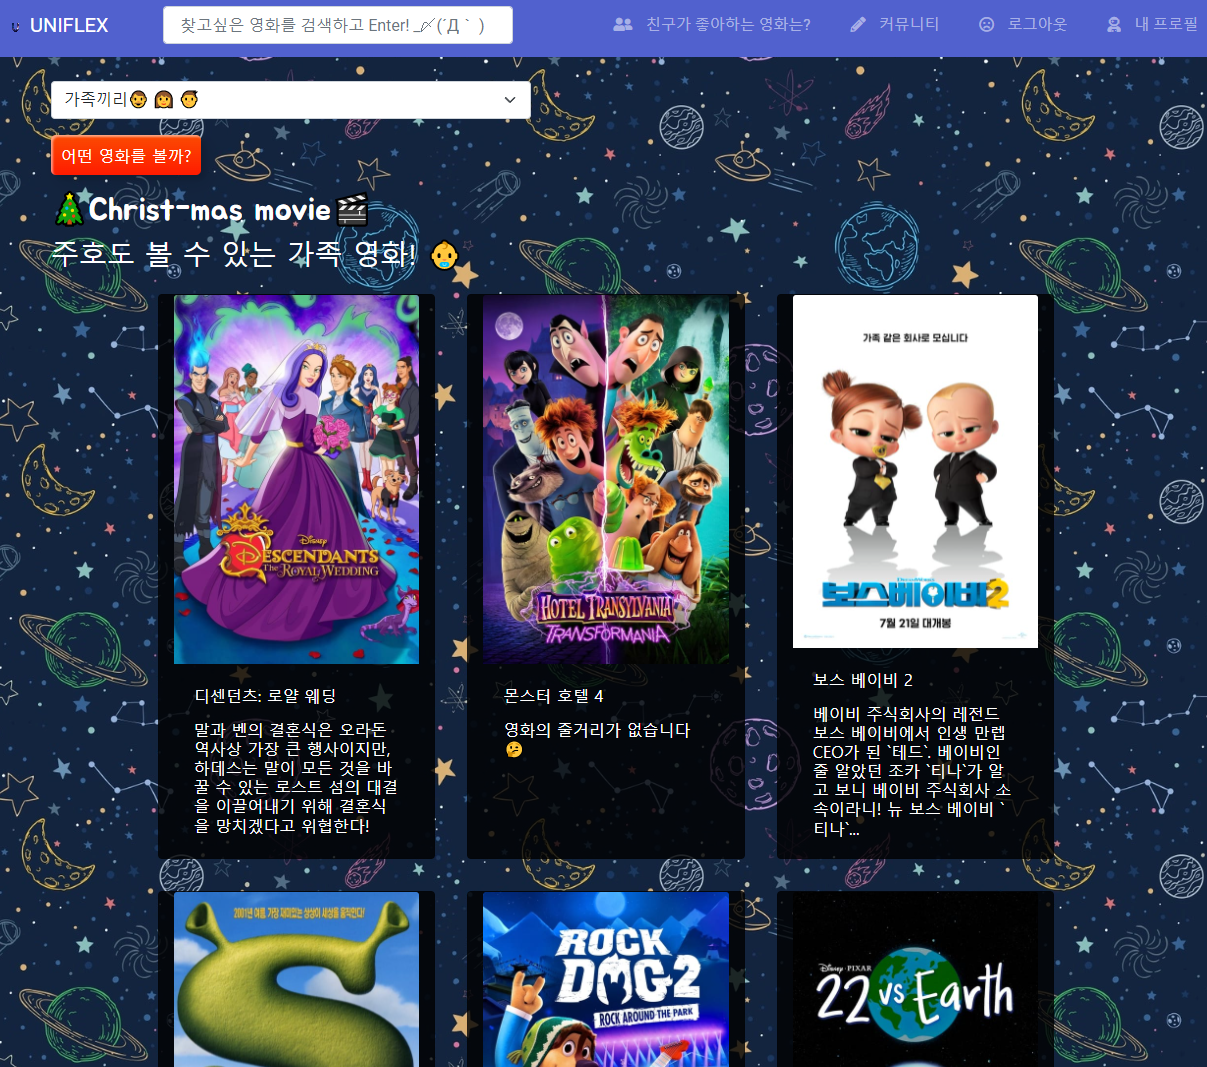 UNIFLEX
찾고싶은 영화를 검색하고 Enter! _〆(´Д｀ )
친구가 좋아하는 영화는?
커뮤니티
로그아웃
내 프로필
가족끼리🧑 👩 🧑
어떤 영화를 볼까?
🎄Christ-mas movie🎬
주호도 볼 수 있는 가족 영화! 👶
Disney
DESCENDANTS
THE ROYAL WEDDING
디센던츠: 로얄 웨딩
말과 벤의 결혼식은 오라돈
역사상 가장 큰 행사이지만,
하데스는 말이 모든 것을 바
꿀 수 있는 로스트 섬의 대결
을 이끌어내기 위해 결혼식
을 망치겠다고 위협한다!
HOTEL TRANSYLVANIA
TRANSFORMANIA
몬스터 호텔 4
영화의 줄거리가 없습니다
🤔
가족 같은 회사로 모십니다
보스베이비2
7월 21일 대개봉
보스 베이비 2
베이비 주식회사의 레전드
보스 베이비에서 인생 만렙
CEO가 된 `테드`. 베이비인
줄 알았던 조카 `티나`가 알
고 보니 베이비 주식회사 소
속이라니! 뉴 보스 베이비 `
티나`...
2001년 여름, 가장 재미있는 상상이 세상을 움직인다!
ROCK
DOG 2
ROCK AROUND THE PARK
Disney · PIXAR
22 vs Earth